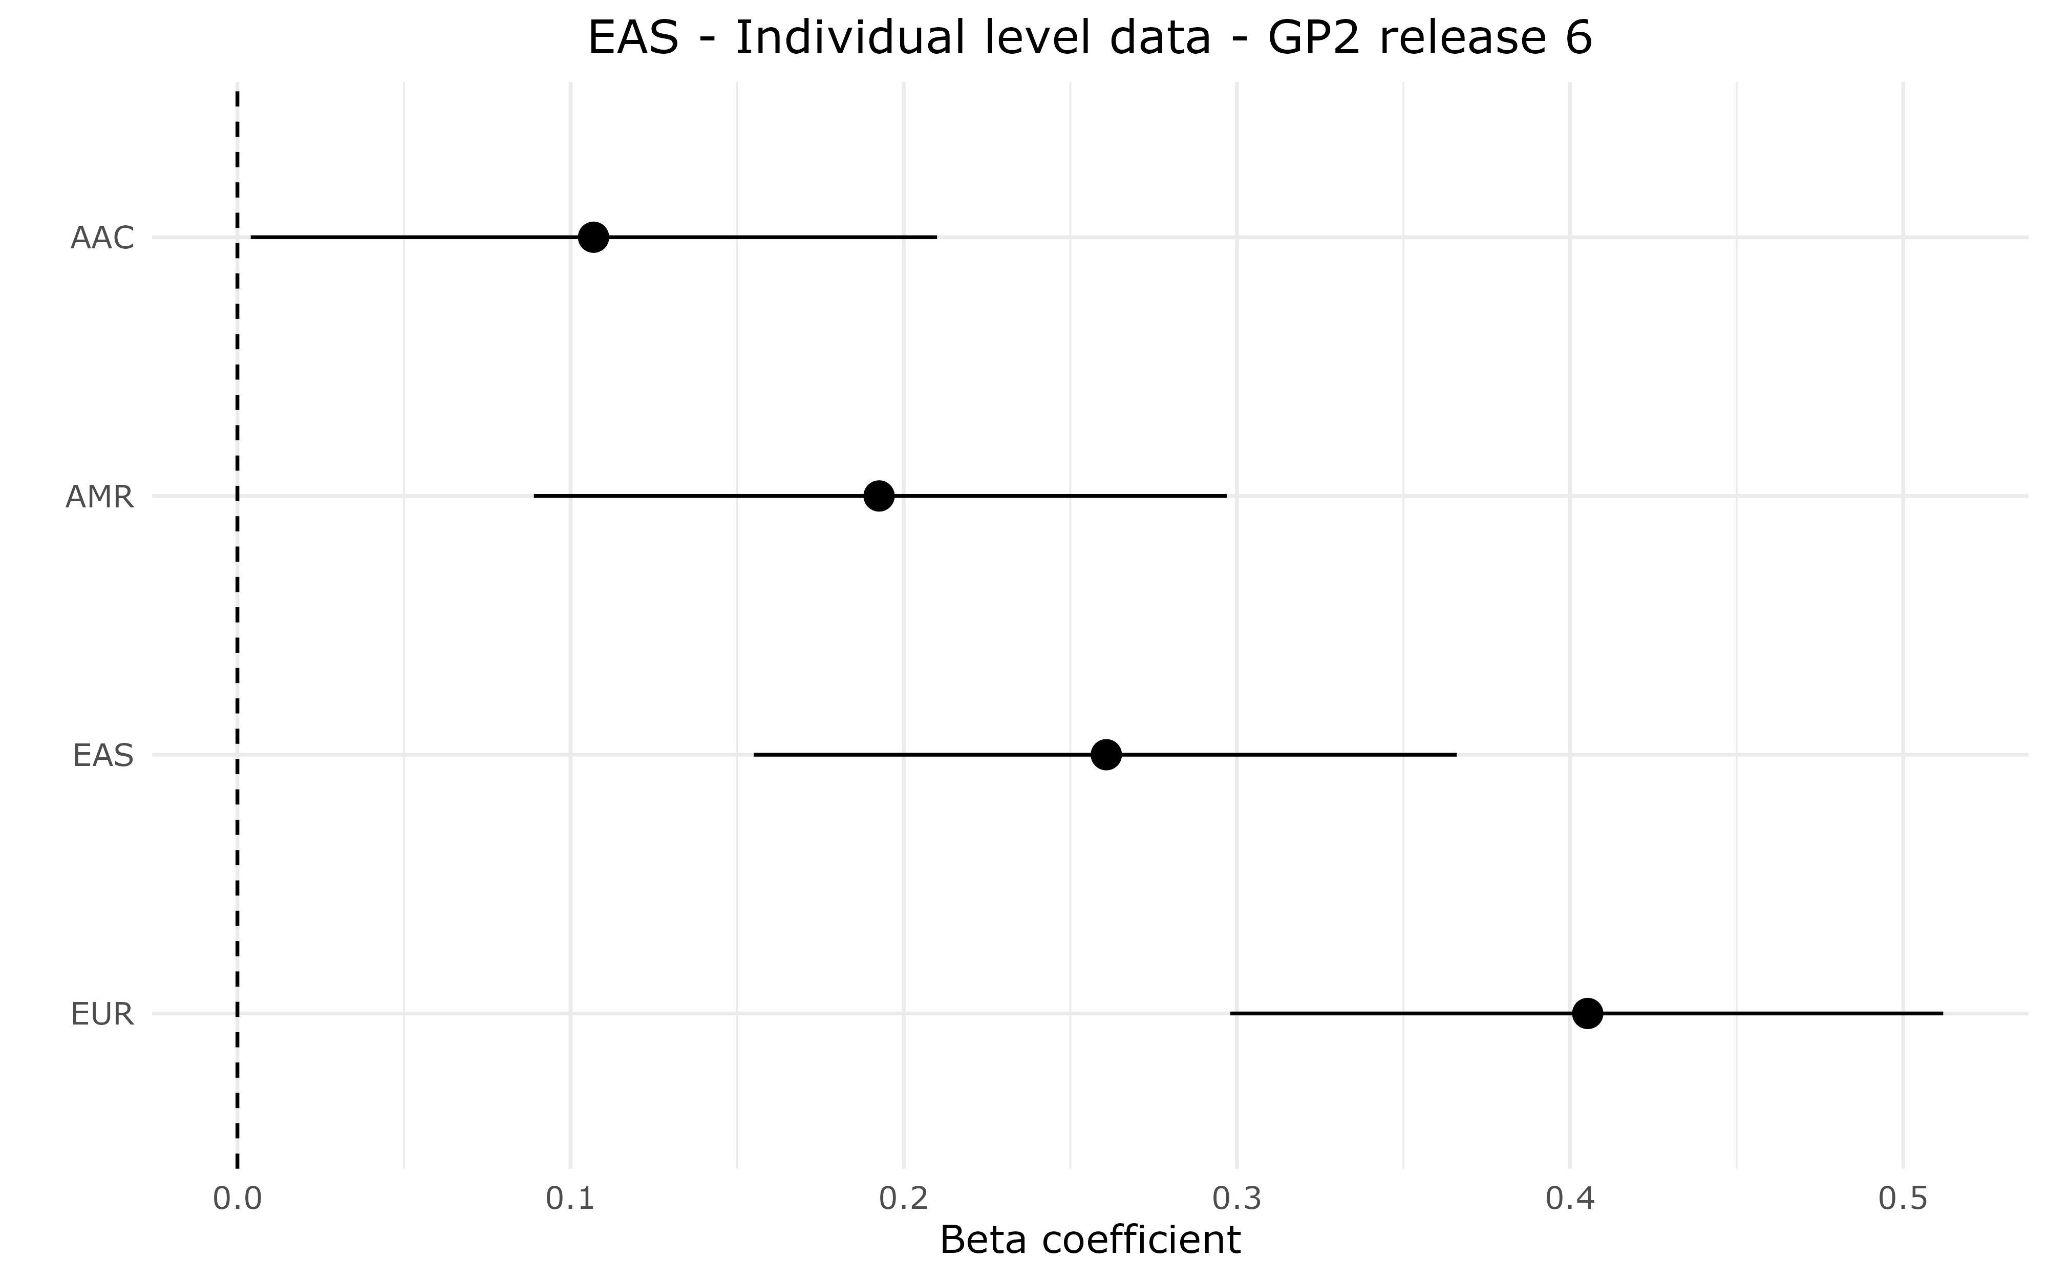 EAS - Individual level data - GP2 release 6
AAC
AMR
EAS
EUR
0.0 0.1 0.2 0.3 0.4 0.5
Beta coefficient